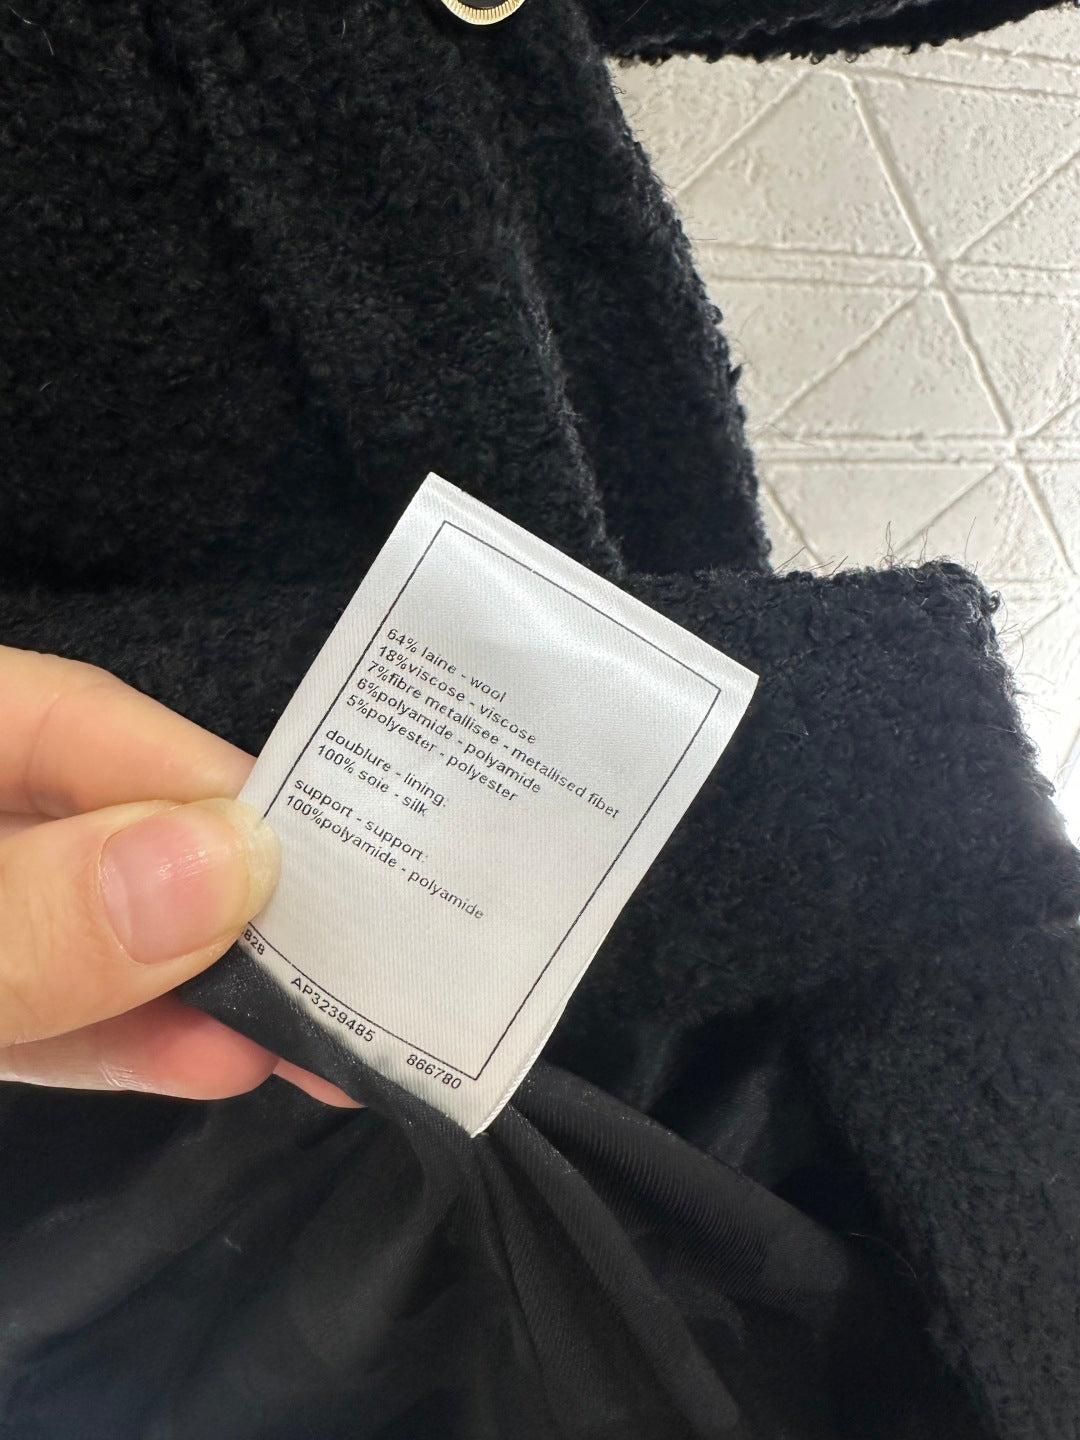 64% laine - wool
18%viscose - viscose
7%fibre metallisee - metallised fiber
6%polyamide - polyamide
5%polyester - polyester
doublure - lining:
100% soie - silk
support - support:
100%polyamide - polyamide
828 AP3239485 866780